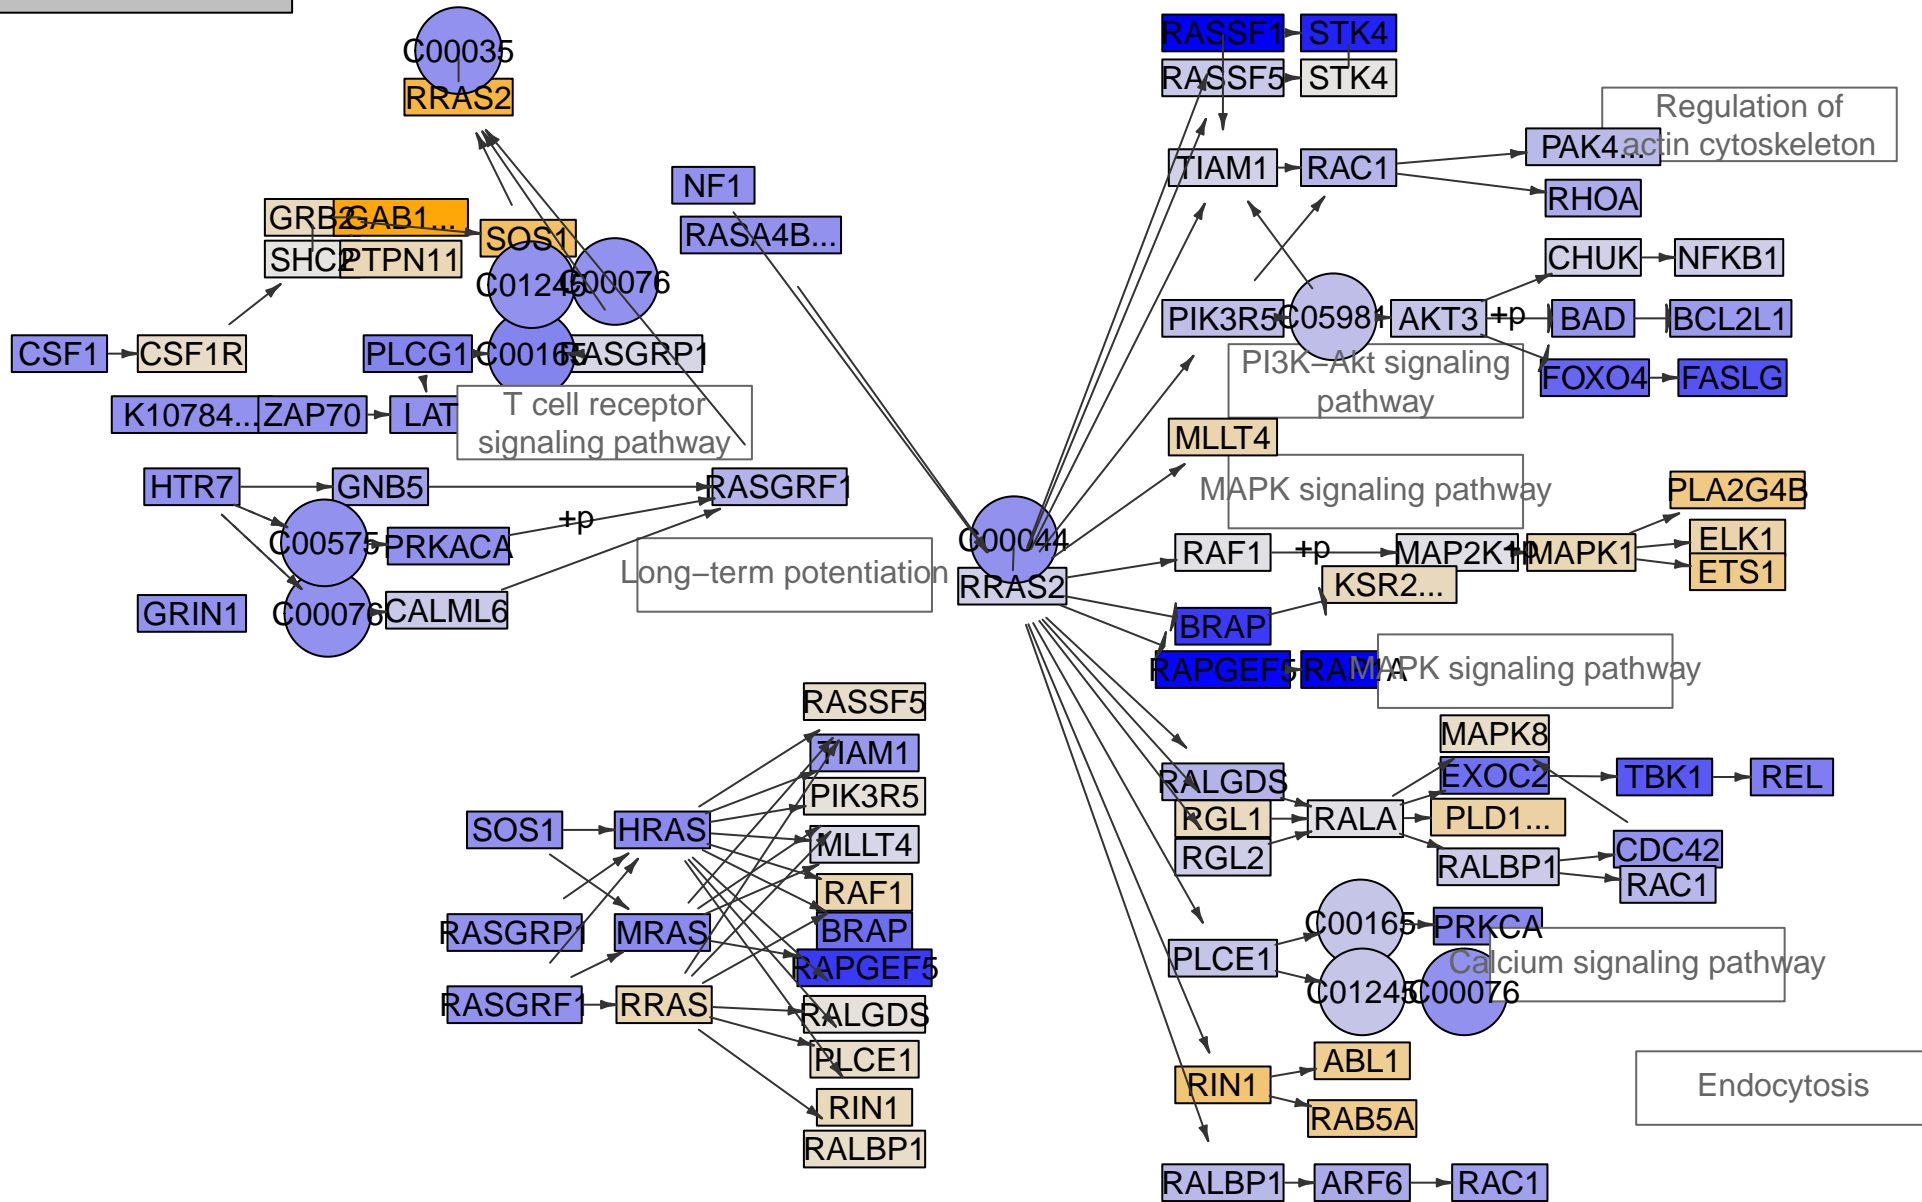 C00035
RRAS2
NF1
RASA4B...
GRB2
GAB1...
SOS1
SHC2
PTPN11
C01245
C00076
CSF1
CSF1R
PLCG1
C00165
RASGRP1
K10784...
ZAP70
LAT
T cell receptor
signaling pathway
HTR7
GNB5
RASGRF1
C00575
PRKACA
+p
GRIN1
C00076
CALML6
Long−term potentiation
C00044
RRAS2
RASSF1
STK4
RASSF5
STK4
Regulation of
actin cytoskeleton
PAK4...
TIAM1
RAC1
RHOA
CHUK
NFKB1
PIK3R5
C05981
AKT3
+p
BAD
BCL2L1
PI3K−Akt signaling
pathway
FOXO4
FASLG
MLLT4
MAPK signaling pathway
PLA2G4B
RAF1
+p
MAP2K1
+p
MAPK1
ELK1
ETS1
KSR2...
BRAP
RAPGEF5
RAP1A
MAPK signaling pathway
RASSF5
TIAM1
PIK3R5
MLLT4
RAF1
BRAP
RAPGEF5
RALGDS
PLCE1
RIN1
RALBP1
SOS1
HRAS
RASGRP1
MRAS
RASGRF1
RRAS
MAPK8
RALGDS
EXOC2
TBK1
REL
RGL1
RALA
PLD1...
RGL2
RALBP1
CDC42
RAC1
C00165
PRKCA
PLCE1
Calcium signaling pathway
C01245
C00076
ABL1
RIN1
RAB5A
Endocytosis
RALBP1
ARF6
RAC1